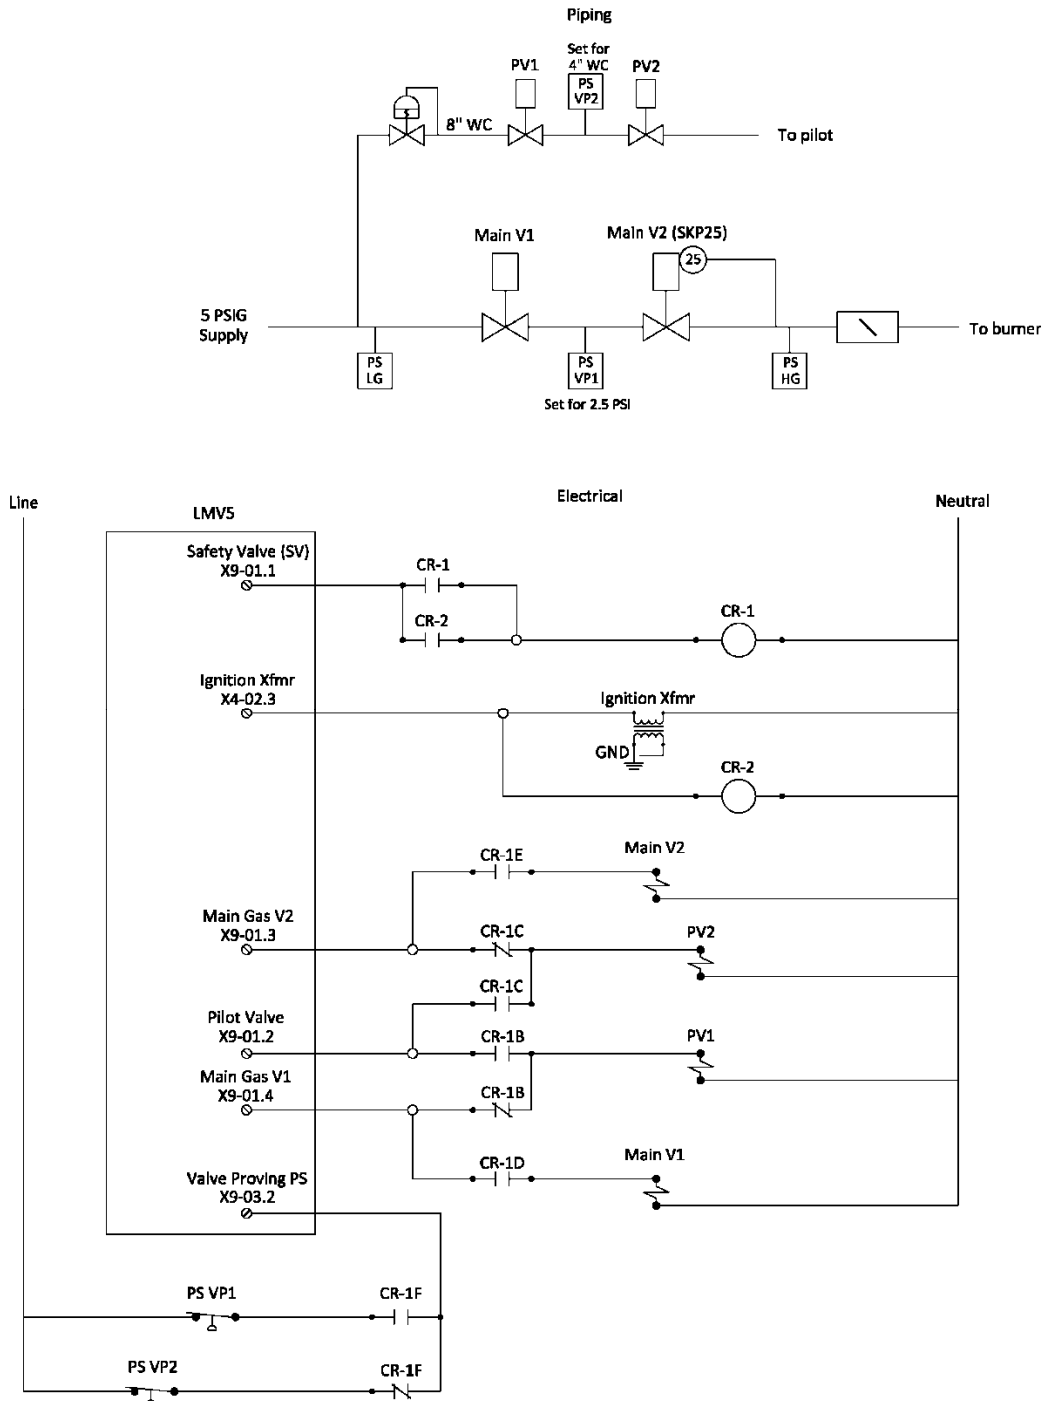 Piping
Set for
4" WC
PV1
PS
VP2
PV2
8" WC
To pilot
Main V1
Main V2 (SKP25)
25
5 PSIG
Supply
To burner
PS
LG
PS
VP1
PS
HG
Set for 2.5 PSI
Line
Electrical
Neutral
LMV5
Safety Valve (SV)
X9-01.1
CR-1
CR-2
CR-1
Ignition Xfmr
X4-02.3
Ignition Xfmr
GND
CR-2
CR-1E
Main V2
Main Gas V2
X9-01.3
CR-1C
PV2
CR-1C
Pilot Valve
X9-01.2
CR-1B
PV1
Main Gas V1
X9-01.4
CR-1B
CR-1D
Main V1
Valve Proving PS
X9-03.2
PS VP1
CR-1F
PS VP2
CR-1F